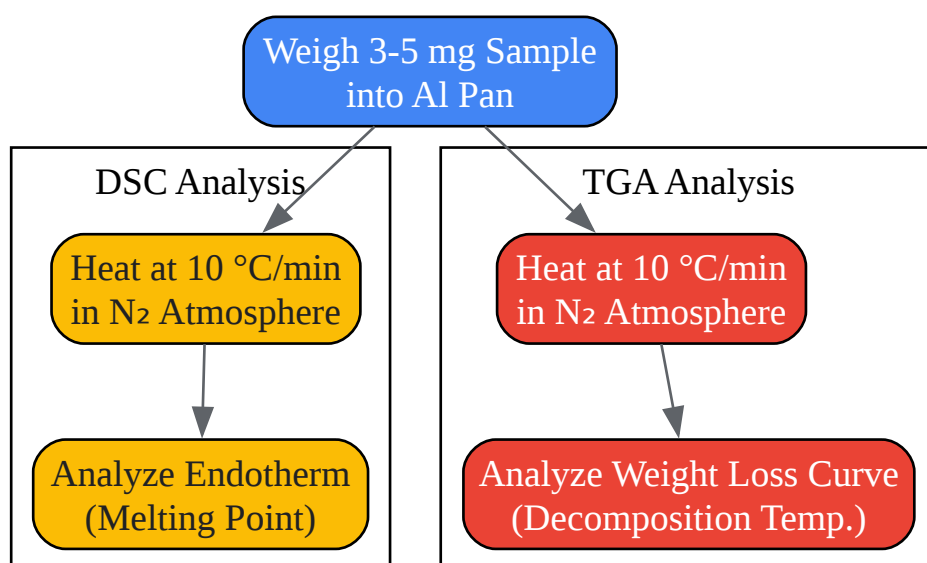 Weigh 3-5 mg Sample
into Al Pan
DSC Analysis
Heat at 10 °C/min
in N₂ Atmosphere
Analyze Endotherm
(Melting Point)
TGA Analysis
Heat at 10 °C/min
in N₂ Atmosphere
Analyze Weight Loss Curve
(Decomposition Temp.)